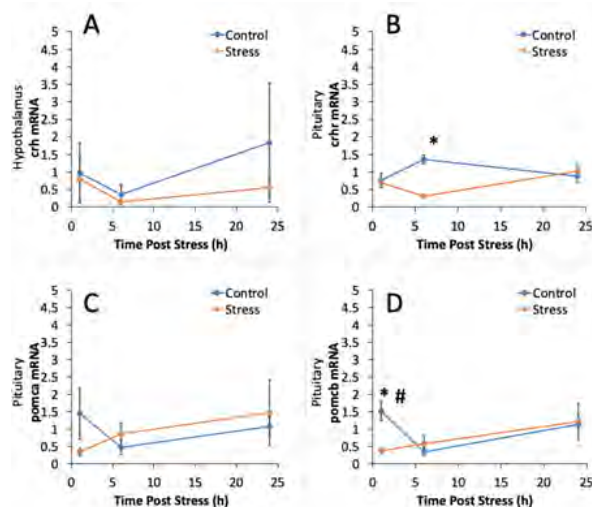 A
Control
Stress
Hypothalamus
crh mRNA
5
4.5
4
3.5
3
2.5
2
1.5
1
0.5
0
0 5 10 15 20 25
Time Post Stress (h)
B
Control
Stress
Pituitary
crhr mRNA
5
4.5
4
3.5
3
2.5
2
1.5
1
0.5
0
*
0 5 10 15 20 25
Time Post Stress (h)
C
Control
Stress
Pituitary
pomca mRNA
5
4.5
4
3.5
3
2.5
2
1.5
1
0.5
0
0 5 10 15 20 25
Time Post Stress (h)
D
Control
Stress
Pituitary
pomcb mRNA
5
4.5
4
3.5
3
2.5
2
1.5
1
0.5
0
* #
0 5 10 15 20 25
Time Post Stress (h)